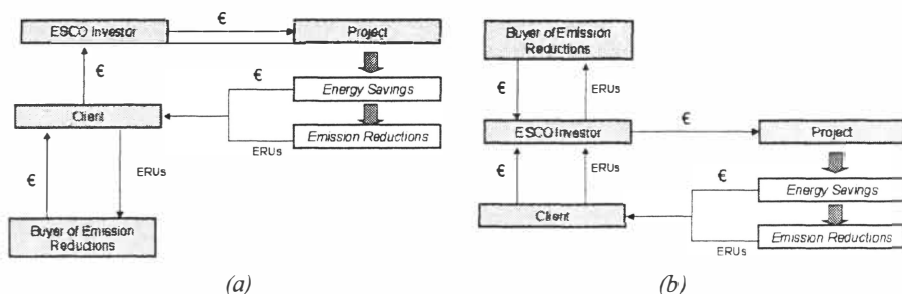 €
ESCO Investor
Project
€
€
Energy Savings
Client
Emission Reductions
ERUs
€
ERUs
Buyer of Emission
Reductions
(a)
Buyer of Emission
Reductions
€
ERUs
ESCO Investor
€
Project
€
ERUs
€
Energy Savings
Client
Emission Reductions
ERUs
(b)